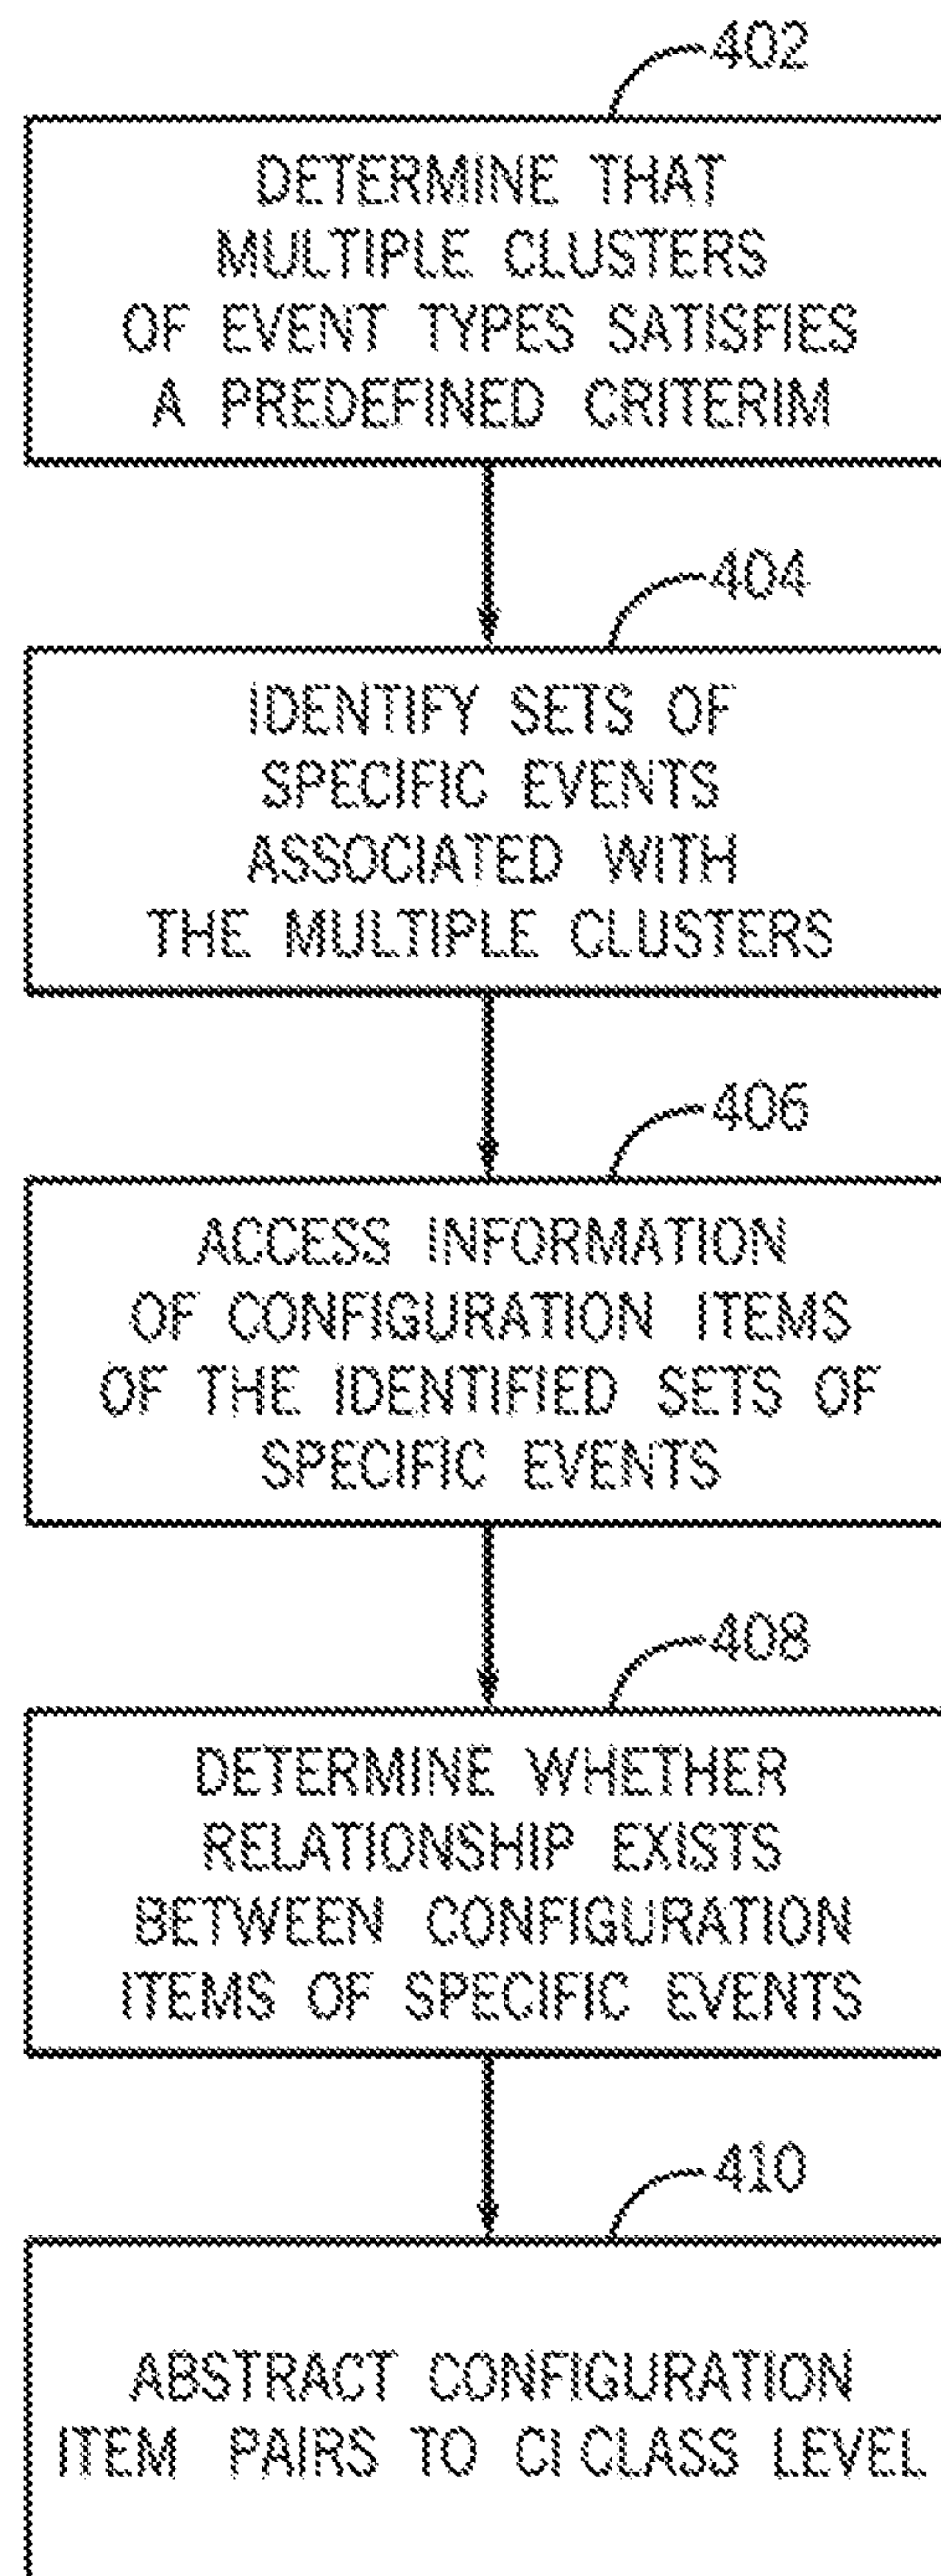 402
DETERMINE THAT
MULTIPLE CLUSTERS
OF EVENT TYPES SATISFIES
A PREDEFINED CRITERIM
404
IDENTIFY SETS OF
SPECIFIC EVENTS
ASSOCIATED WITH
THE MULTIPLE CLUSTERS
406
ACCESS INFORMATION
OF CONFIGURATION ITEMS
OF THE IDENTIFIED SETS OF
SPECIFIC EVENTS
408
DETERMINE WHETHER
RELATIONSHIP EXISTS
BETWEEN CONFIGURATION
ITEMS OF SPECIFIC EVENTS
410
ABSTRACT CONFIGURATION
ITEM PAIRS TO CI CLASS LEVEL